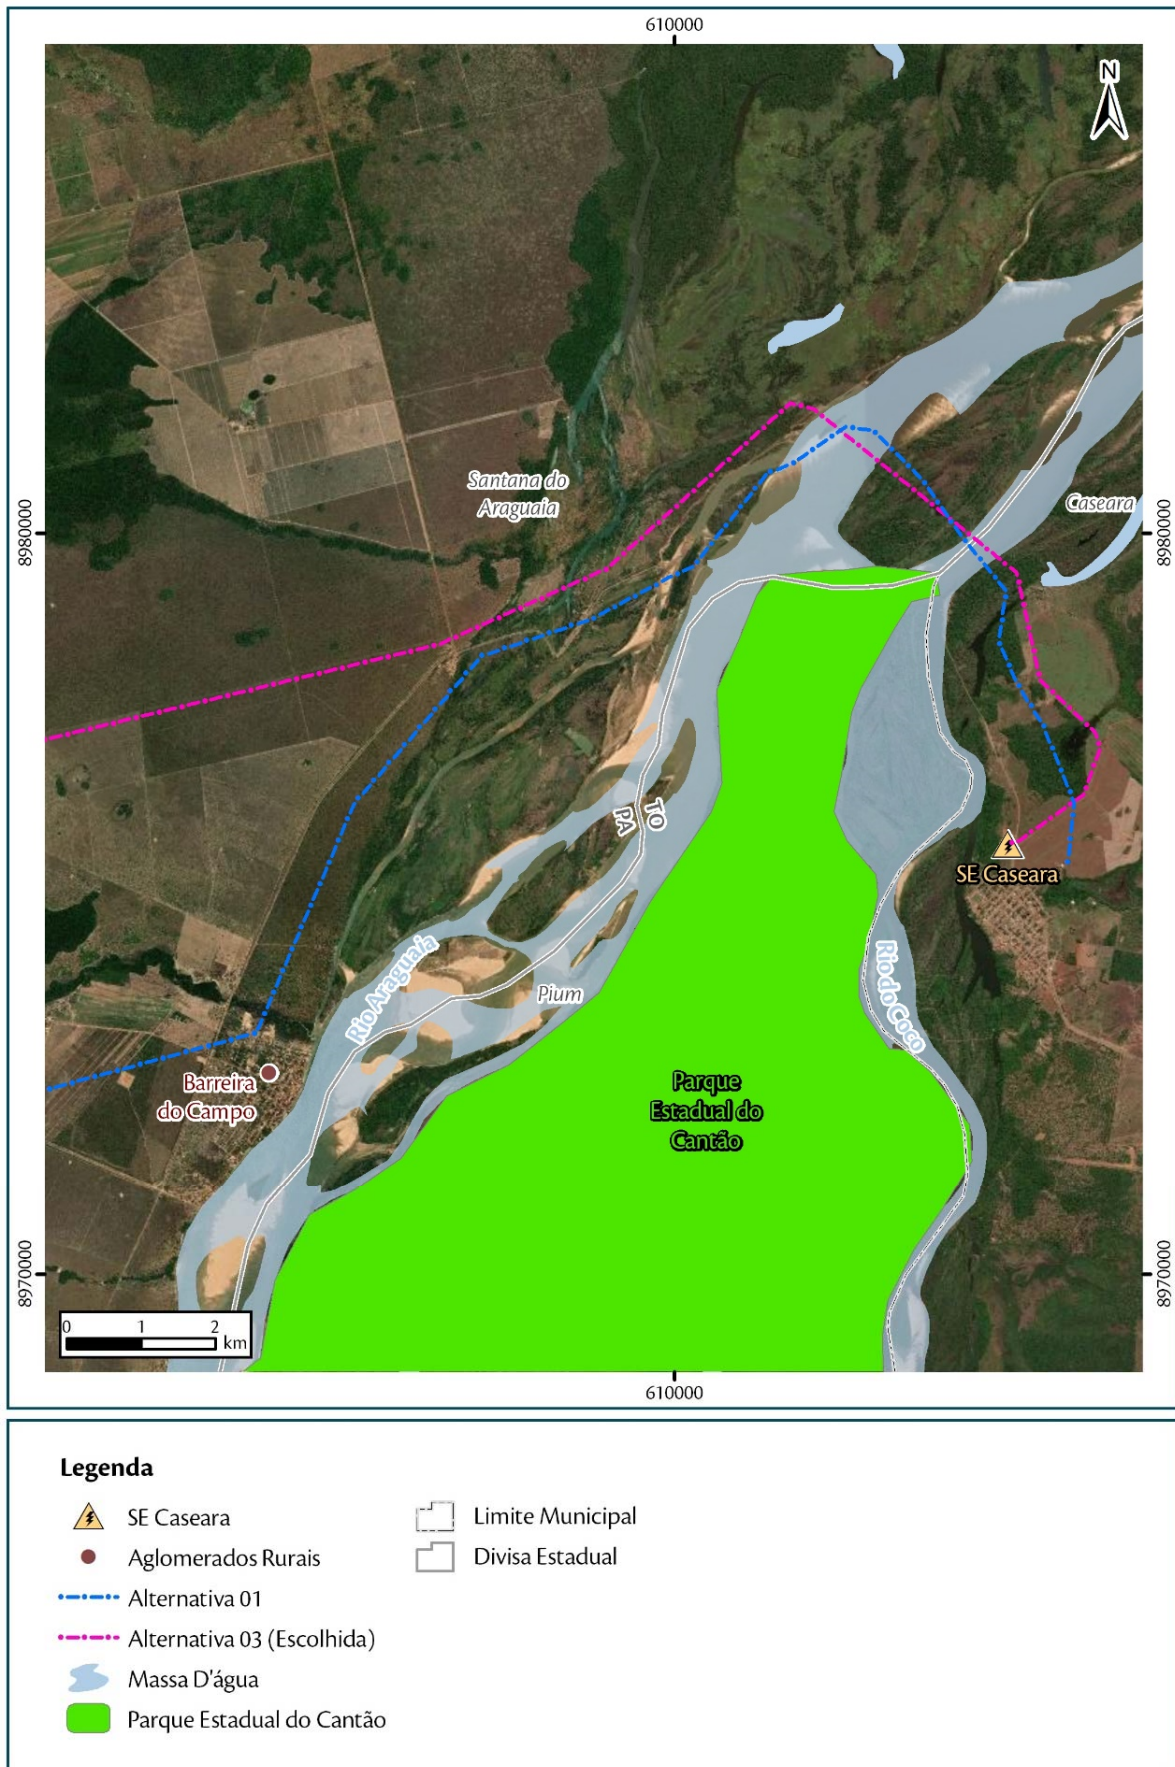 610000
N
Santana do
Araguaia
Caseara
8980000
8980000
TO
PA
SE Caseara
Rio Araguaia
Pium
Rio do Coco
Barreira
do Campo
Parque
Estadual do
Cantão
8970000
8970000
0 1 2
km
610000
Legenda
SE Caseara
Aglomerados Rurais
Alternativa 01
Alternativa 03 (Escolhida)
Massa D'água
Parque Estadual do Cantão
Limite Municipal
Divisa Estadual